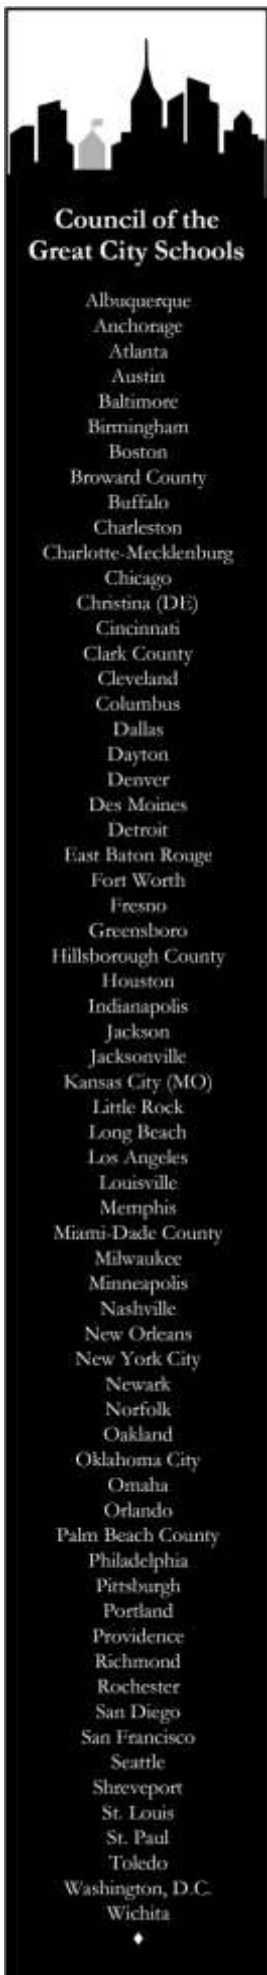 Council of the
Great City Schools
Albuquerque
Anchorage
Atlanta
Austin
Baltimore
Birmingham
Boston
Broward County
Buffalo
Charleston
Charlotte-Mecklenburg
Chicago
Christina (DE)
Cincinnati
Clark County
Cleveland
Columbus
Dallas
Dayton
Denver
Des Moines
Detroit
East Baton Rouge
Fort Worth
Fresno
Greensboro
Hillsborough County
Houston
Indianapolis
Jackson
Jacksonville
Kansas City (MO)
Little Rock
Long Beach
Los Angeles
Louisville
Memphis
Miami-Dade County
Milwaukee
Minneapolis
Nashville
New Orleans
New York City
Newark
Norfolk
Oakland
Oklahoma City
Omaha
Orlando
Palm Beach County
Philadelphia
Pittsburgh
Portland
Providence
Richmond
Rochester
San Diego
San Francisco
Seattle
Shreveport
St. Louis
St. Paul
Toledo
Washington, D.C.
Wichita